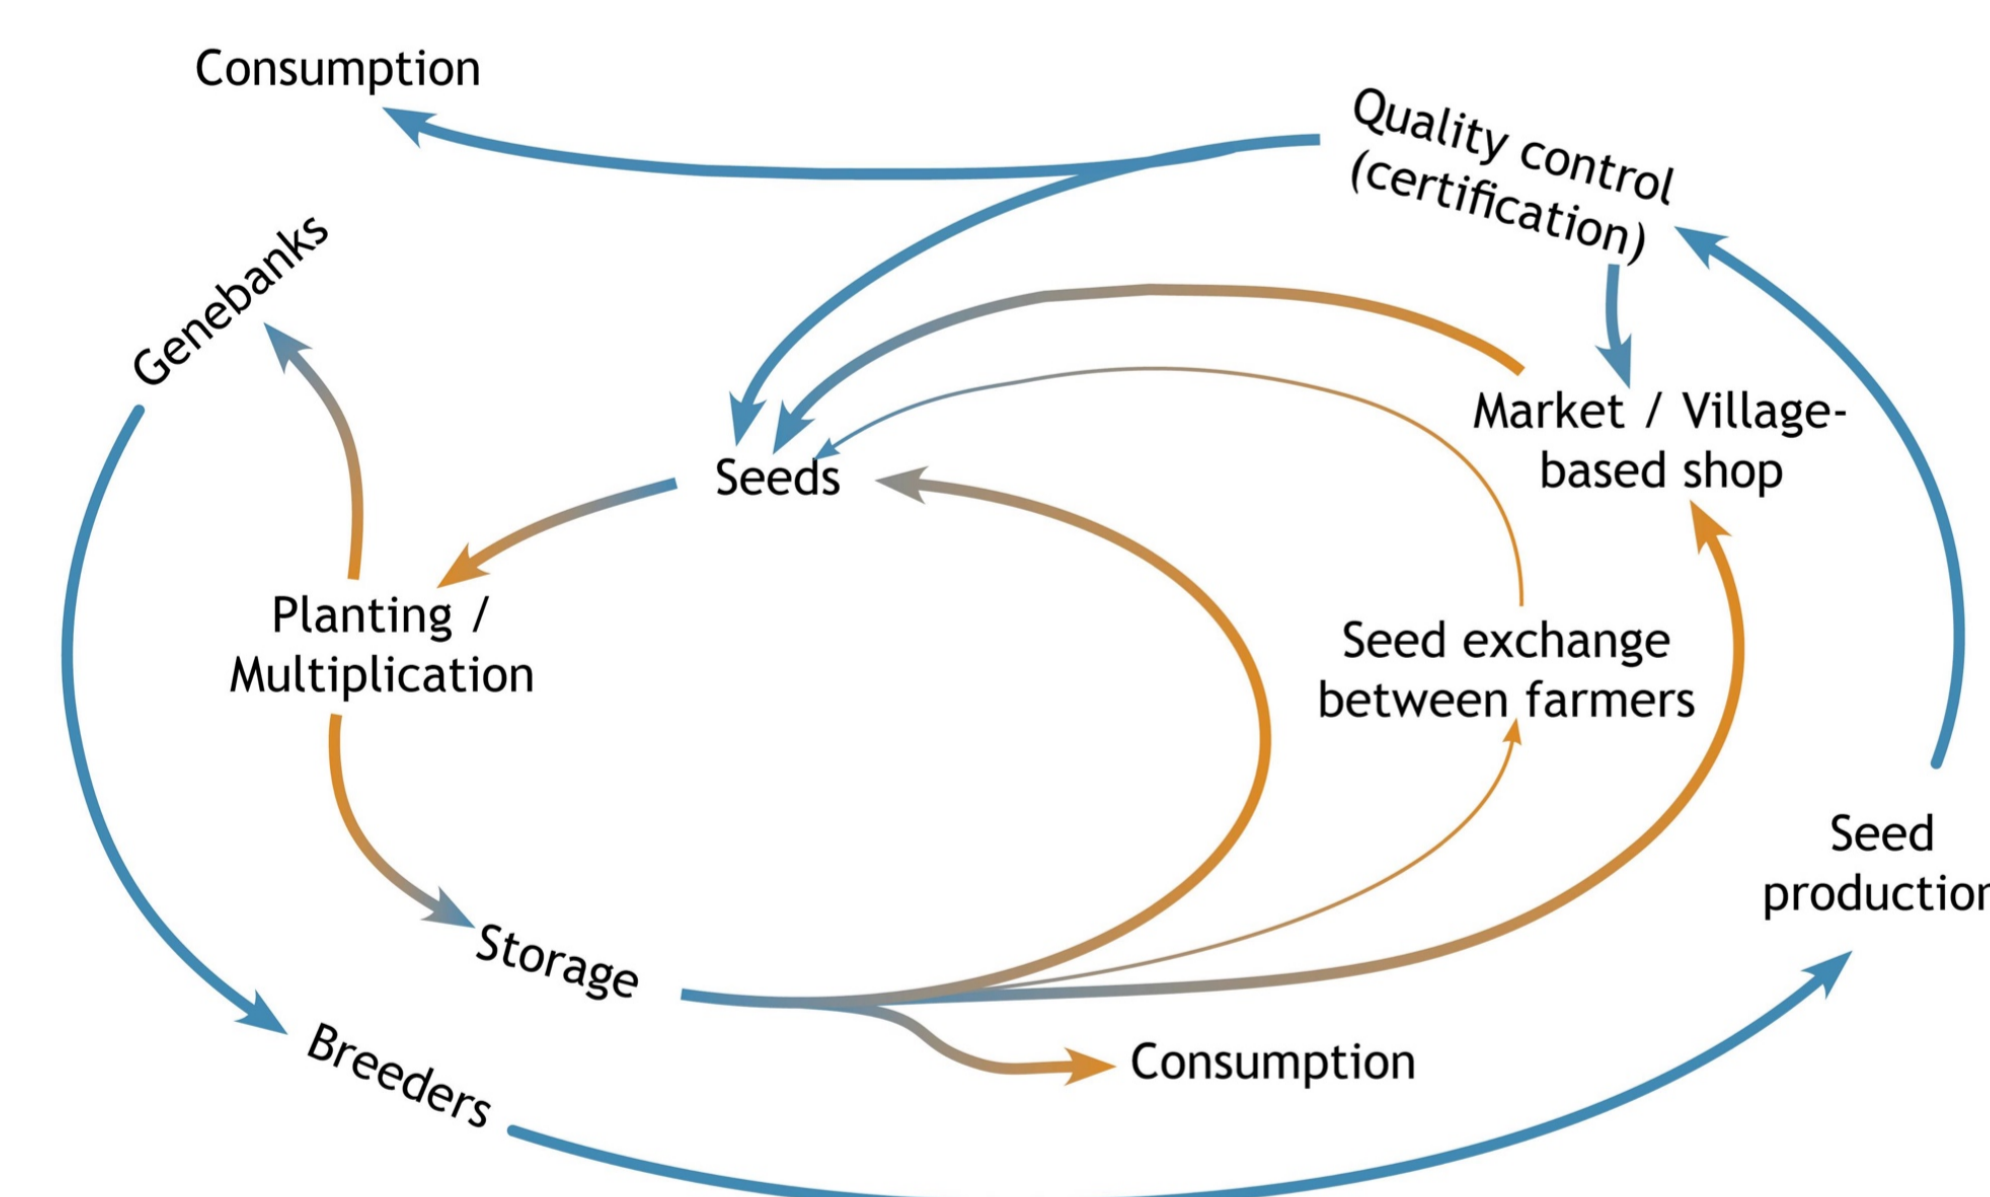 Consumption
Quality control
(certification)
Genebanks
Market / Village-
based shop
Seeds
Planting /
Multiplication
Seed exchange
between farmers
Seed
production
Storage
Breeders
Consumption